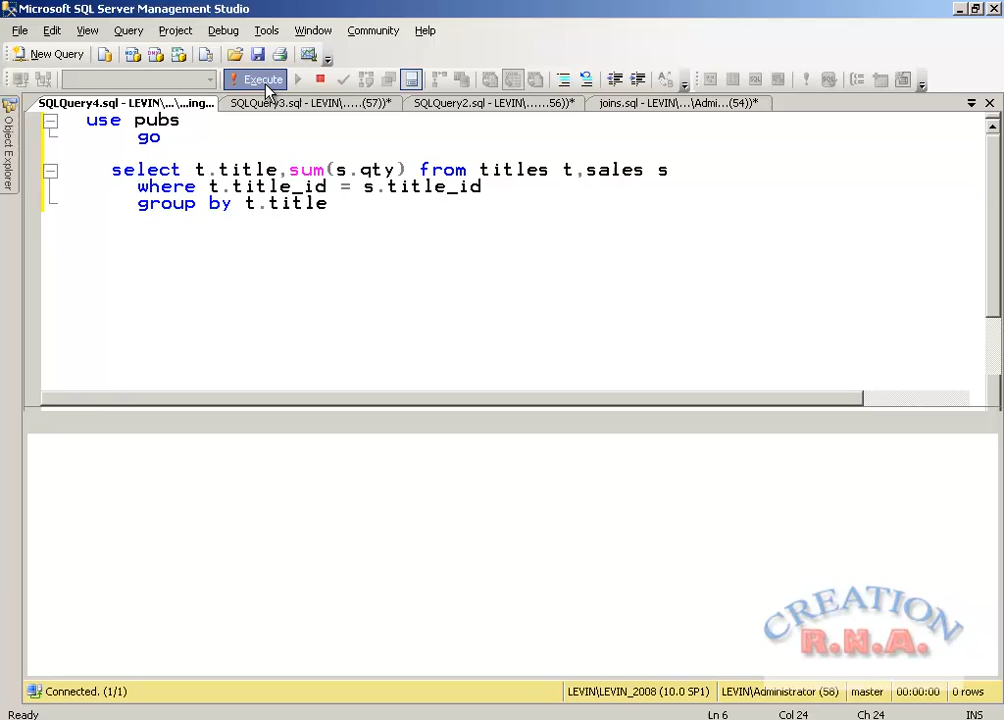 Microsoft SQL Server Management Studio
File Edit View Query Project Debug Tools Window Community Help
New Query
Execute
SQLQuery4.sql - LEVIN\...\...ing... SQLQuery3.sql - LEVIN\.....(57))* SQLQuery2.sql - LEVIN\......56))* joins.sql - LEVIN\...\Admi...(54))*
Object Explorer
use pubs
go
select t.title,sum(s.qty) from titles t,sales s
where t.title_id = s.title_id
group by t.title
CREATION
R.N.A.
Connected. (1/1) LEVIN\LEVIN_2008 (10.0 SP1) LEVIN\Administrator (58) master 00:00:00 0 rows
Ready Ln 6 Col 24 Ch 24 INS